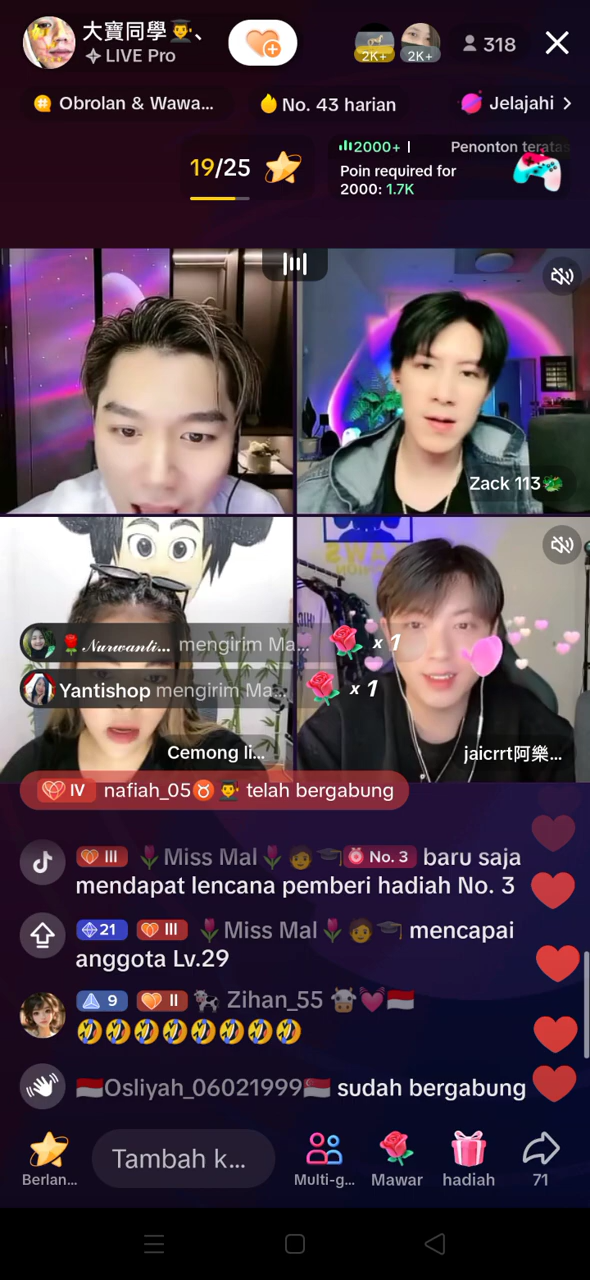 大寶同學👨‍🎓、
LIVE Pro
2K+
2K+
318
Obrolan & Wawa...
No. 43 harian
Jelajahi
19/25
2000+
Penonton teratas
Poin required for
2000: 1.7K
Zack 113🐲
🌹𝒩𝓊𝓇𝓌𝒶𝓃𝓉𝒾... mengirim Ma... x 1
Yantishop mengirim Ma... x 1
Cemong li...
jaicrrt阿樂...
IV nafiah_05♉👨‍🎓 telah bergabung
III 🌷Miss Mal🌷🧑‍🎓 No. 3 baru saja
mendapat lencana pemberi hadiah No. 3
21 III 🌷Miss Mal🌷🧑‍🎓 mencapai
anggota Lv.29
9 II 🐄 Zihan_55 🐮💓🇮🇩
🤣🤣🤣🤣🤣🤣🤣🤣
🇮🇩Osliyah_06021999🇸🇬 sudah bergabung
Berlan...
Tambah k...
Multi-g...
Mawar
hadiah
71